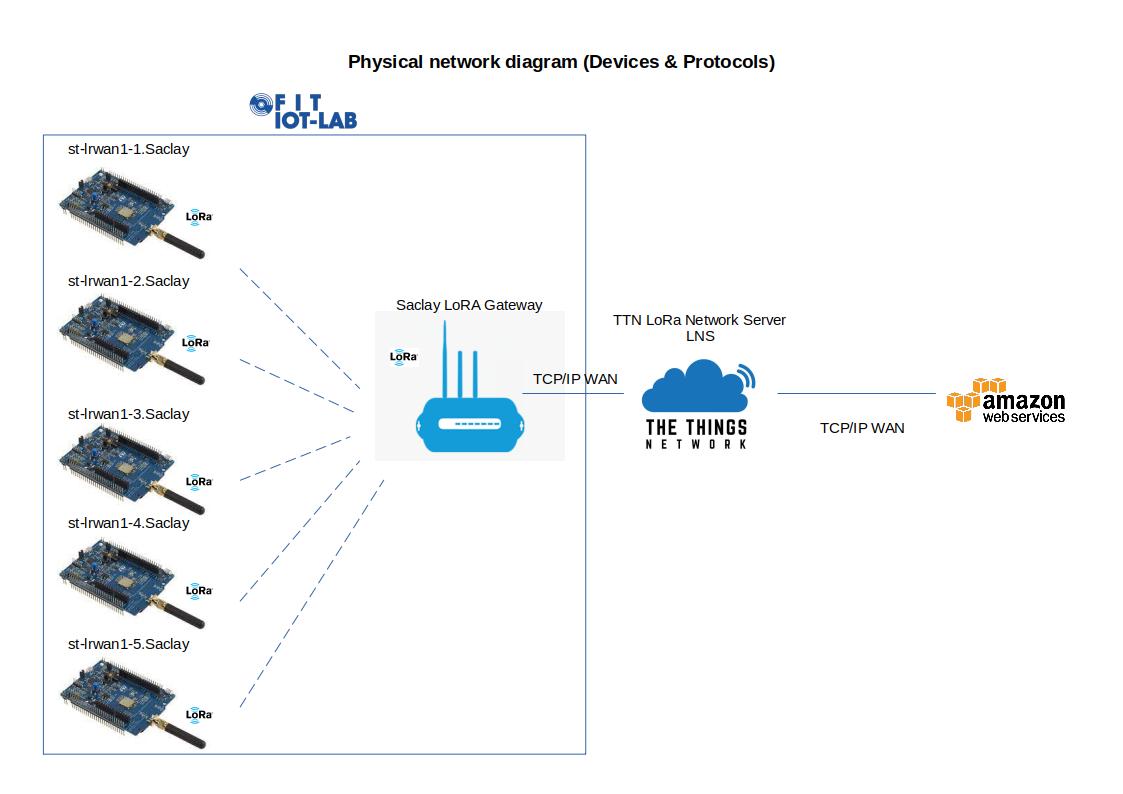 Physical network diagram (Devices & Protocols)
FIT
IOT-LAB
st-lrwan1-1.Saclay
LoRa
st-lrwan1-2.Saclay
LoRa
st-lrwan1-3.Saclay
LoRa
st-lrwan1-4.Saclay
LoRa
st-lrwan1-5.Saclay
LoRa
Saclay LoRA Gateway
LoRa
TCP/IP WAN
TTN LoRa Network Server
LNS
THE THINGS
NETWORK
TCP/IP WAN
amazon
webservices